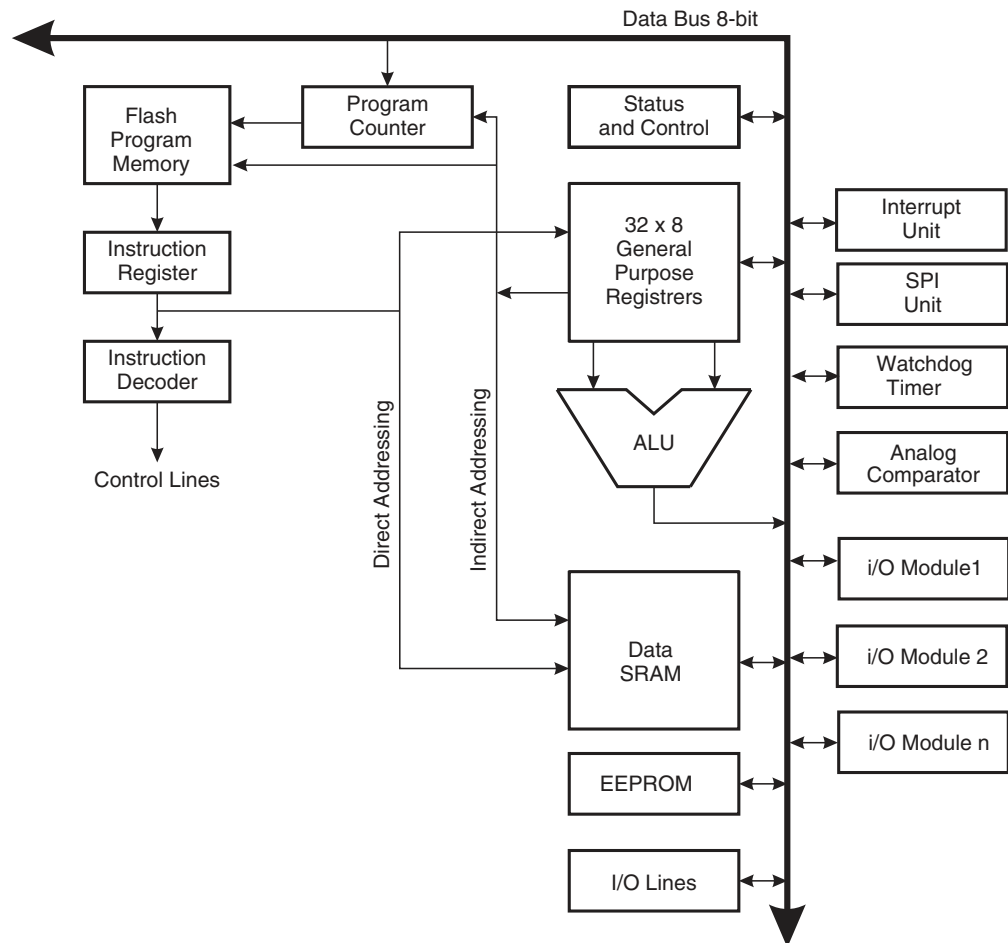 Data Bus 8-bit
Flash
Program
Memory
Program
Counter
Status
and Control
32 x 8
General
Purpose
Registrers
Interrupt
Unit
Instruction
Register
SPI
Unit
Instruction
Decoder
Watchdog
Timer
ALU
Analog
Comparator
Control Lines
Direct Addressing
Indirect Addressing
i/O Module1
Data
SRAM
i/O Module 2
i/O Module n
EEPROM
I/O Lines